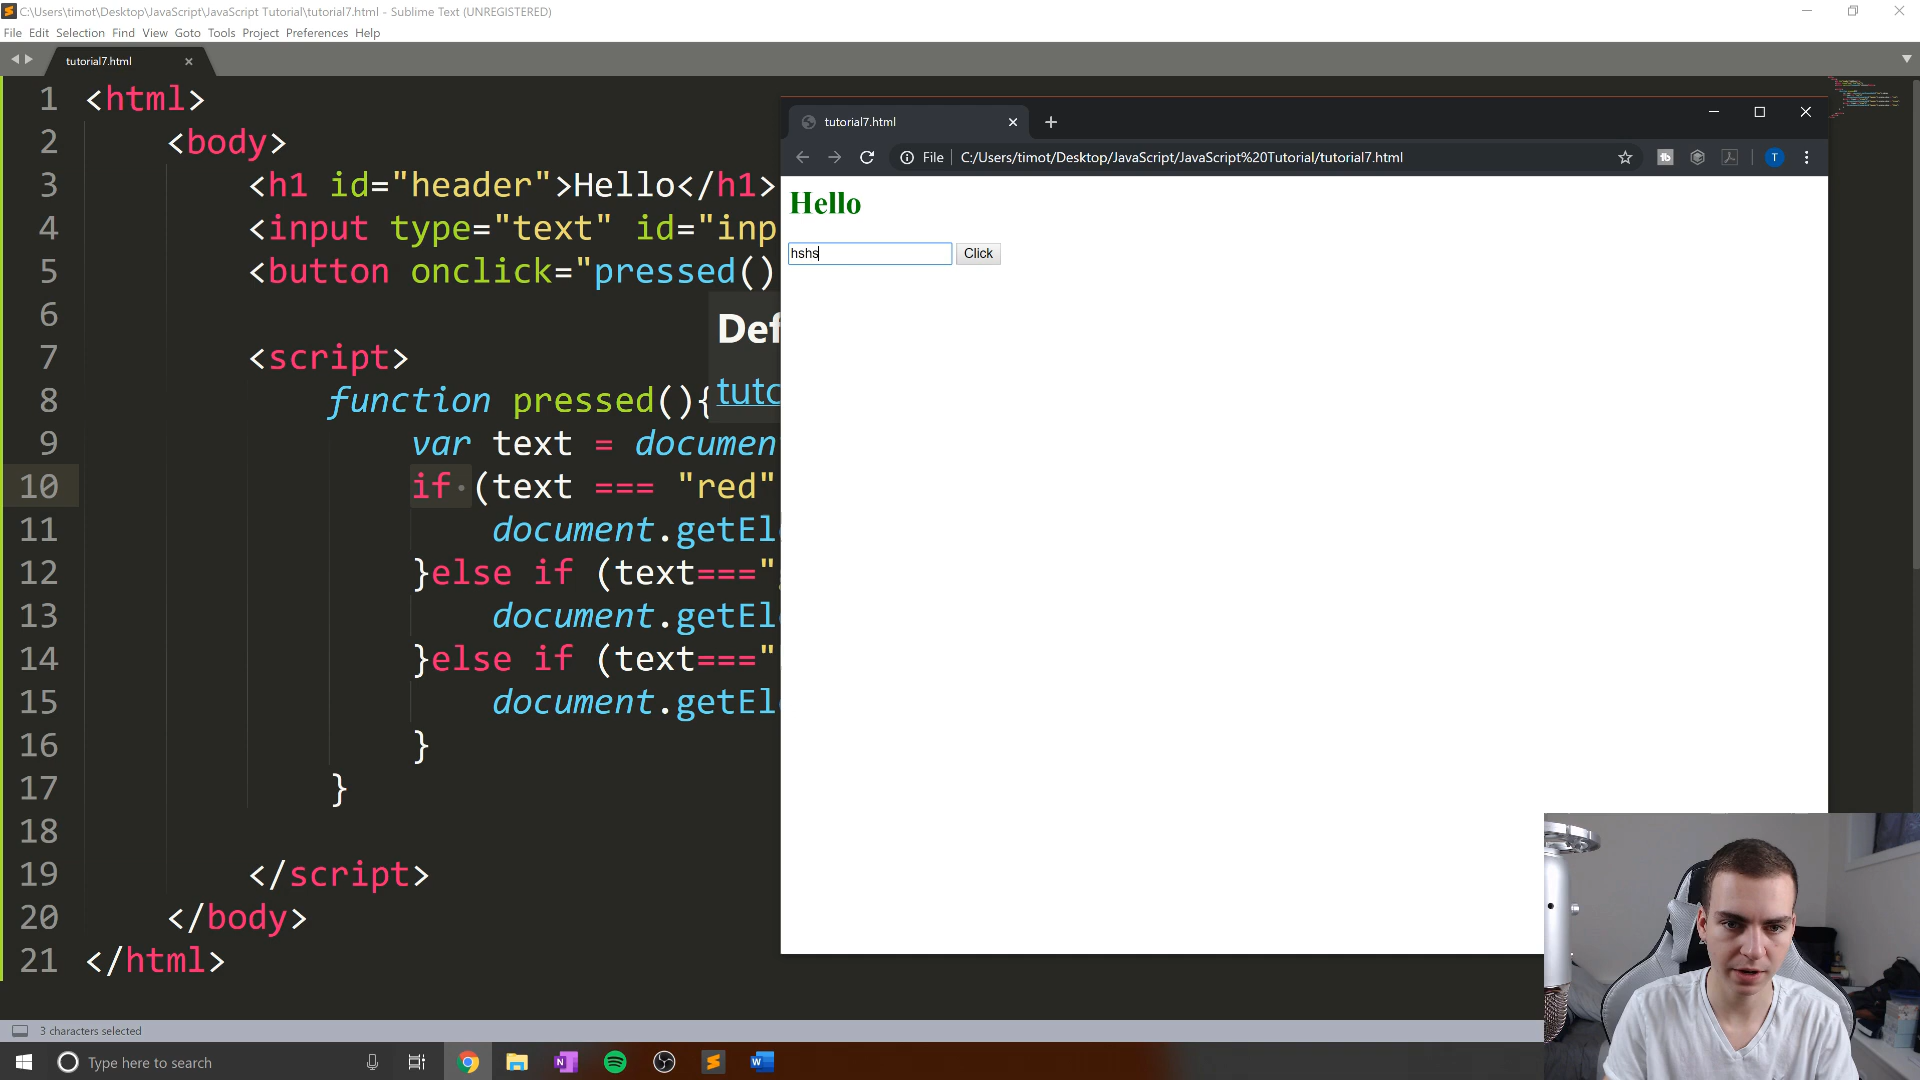 C:\Users\timot\Desktop\JavaScript\JavaScript Tutorial\tutorial7.html - Sublime Text (UNREGISTERED)
File Edit Selection Find View Goto Tools Project Preferences Help
tutorial7.html
1 <html>
2 <body>
3 <h1 id="header">Hello</h1>
4 <input type="text" id="inp
5 <button onclick="pressed()
6
7 <script>
8 function pressed(){
9 var text = documen
10 if (text === "red"
11 document.getEl
12 }else if (text==="
13 document.getEl
14 }else if (text==="
15 document.getEl
16 }
17 }
18
19 </script>
20 </body>
21 </html>
Def
tuto
tutorial7.html
File C:/Users/timot/Desktop/JavaScript/JavaScript%20Tutorial/tutorial7.html
T
Hello
hshs Click
3 characters selected
Type here to search